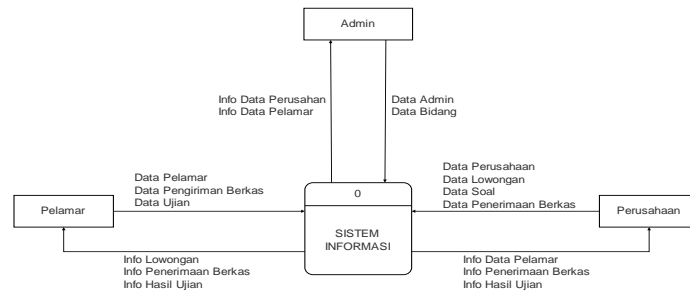 Admin
Info Data Perusahan
Info Data Pelamar
Data Admin
Data Bidang
Data Pelamar
Data Pengiriman Berkas
Data Ujian
Data Perusahaan
Data Lowongan
Data Soal
Data Penerimaan Berkas
Pelamar
0
SISTEM
INFORMASI
Perusahaan
Info Lowongan
Info Penerimaan Berkas
Info Hasil Ujian
Info Data Pelamar
Info Penerimaan Berkas
Info Hasil Ujian